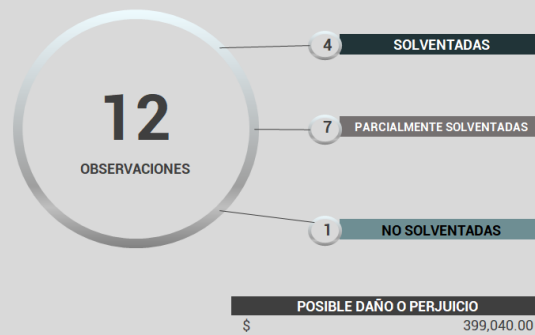 12
OBSERVACIONES
4 SOLVENTADAS
7 PARCIALMENTE SOLVENTADAS
1 NO SOLVENTADAS
POSIBLE DAÑO O PERJUICIO
$ 399,040.00